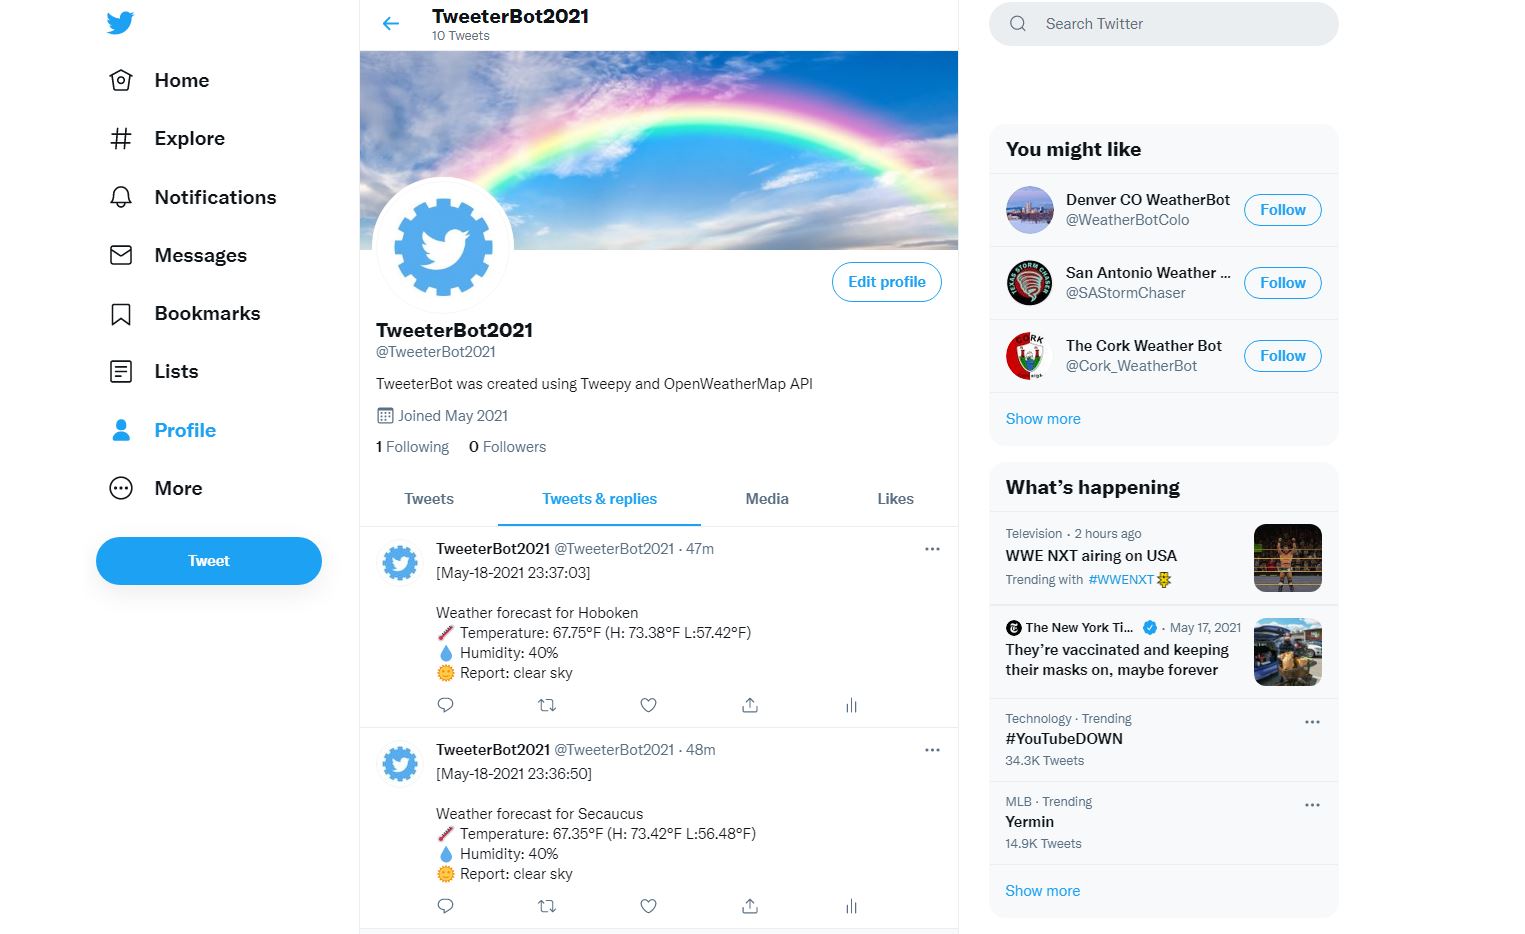 Home
Explore
Notifications
Messages
Bookmarks
Lists
Profile
More
Tweet
TweeterBot2021
10 Tweets
Edit profile
TweeterBot2021
@TweeterBot2021
TweeterBot was created using Tweepy and OpenWeatherMap API
Joined May 2021
1 Following 0 Followers
Tweets Tweets & replies Media Likes
TweeterBot2021 @TweeterBot2021 · 47m
[May-18-2021 23:37:03]
Weather forecast for Hoboken
Temperature: 67.75°F (H: 73.38°F L:57.42°F)
Humidity: 40%
Report: clear sky
TweeterBot2021 @TweeterBot2021 · 48m
[May-18-2021 23:36:50]
Weather forecast for Secaucus
Temperature: 67.35°F (H: 73.42°F L:56.48°F)
Humidity: 40%
Report: clear sky
Search Twitter
You might like
Denver CO WeatherBot
@WeatherBotColo
Follow
San Antonio Weather ...
@SAStormChaser
Follow
The Cork Weather Bot
@Cork_WeatherBot
Follow
Show more
What's happening
Television · 2 hours ago
WWE NXT airing on USA
Trending with #WWENXT
The New York Ti... · May 17, 2021
They're vaccinated and keeping
their masks on, maybe forever
Technology · Trending
#YouTubeDOWN
34.3K Tweets
MLB · Trending
Yermin
14.9K Tweets
Show more